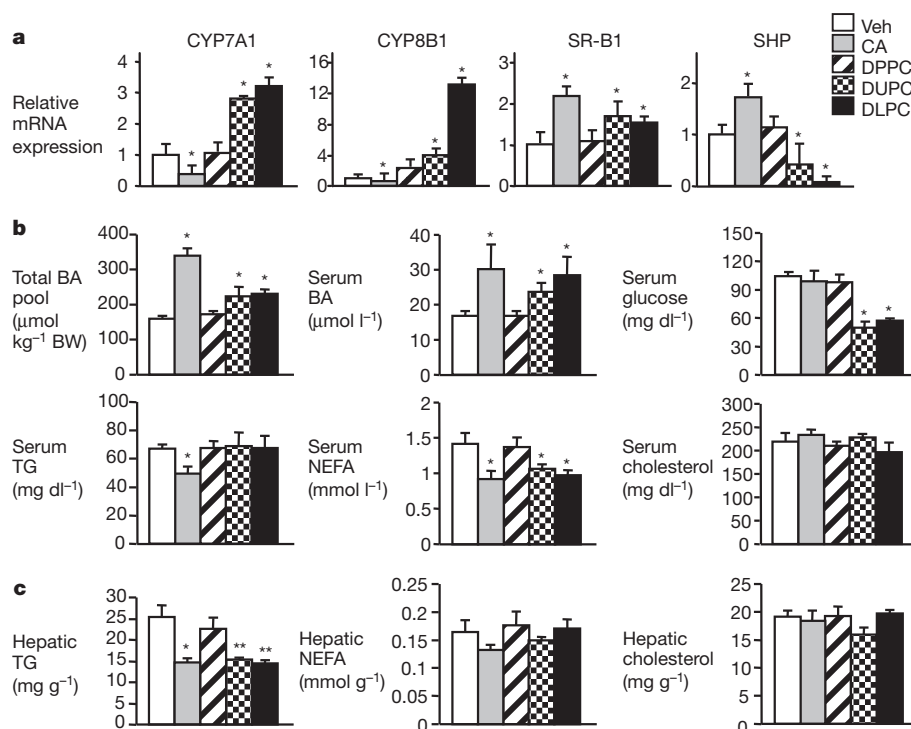 a
CYP7A1
CYP8B1
SR-B1
SHP
Veh
CA
DPPC
DUPC
DLPC
Relative
mRNA
expression
4
3
2
1
0
*
*
*
16
12
8
4
0
*
*
*
3
2
1
0
*
*
*
2
1
0
*
*
*
b
Total BA
pool
(μmol
kg⁻¹ BW)
400
300
200
100
0
*
*
*
Serum
BA
(μmol l⁻¹)
40
30
20
10
0
*
*
*
Serum
glucose
(mg dl⁻¹)
150
120
90
60
30
0
*
*
Serum
TG
(mg dl⁻¹)
100
80
60
40
20
0
*
Serum
NEFA
(mmol l⁻¹)
2
1.5
1
0.5
0
*
*
*
Serum
cholesterol
(mg dl⁻¹)
300
250
200
150
100
50
0
c
Hepatic
TG
(mg g⁻¹)
30
25
20
15
10
5
0
*
**
**
Hepatic
NEFA
(mmol g⁻¹)
0.25
0.2
0.15
0.1
0.05
0
Hepatic
cholesterol
(mg g⁻¹)
25
20
15
10
5
0